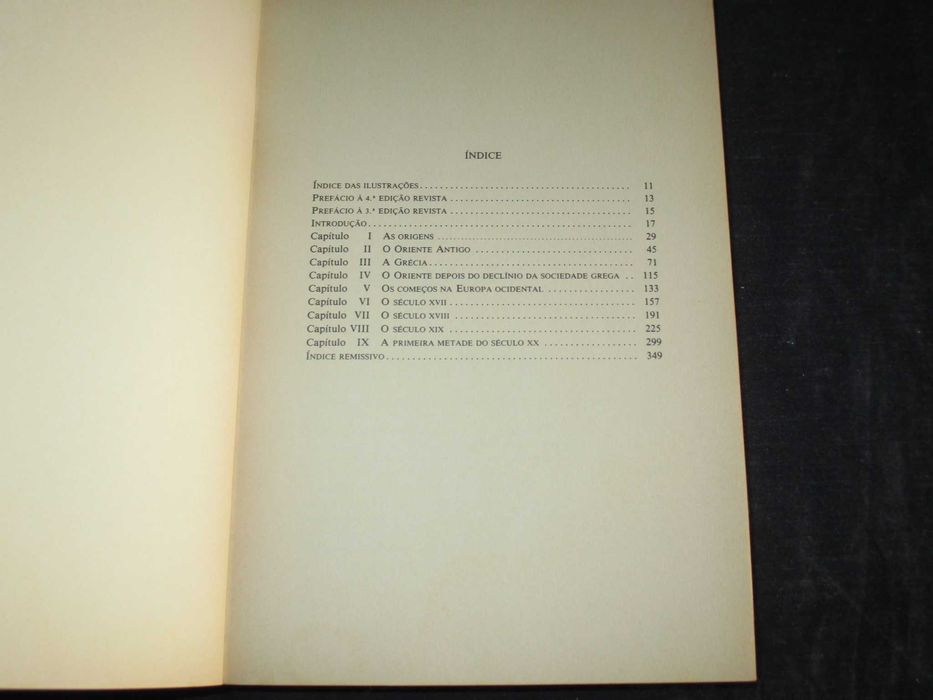 ÍNDICE
ÍNDICE DAS ILUSTRAÇÕES........................................ 11
PREFÁCIO À 4.ª EDIÇÃO REVISTA .................................... 13
PREFÁCIO À 3.ª EDIÇÃO REVISTA .................................... 15
INTRODUÇÃO.................................................. 17
Capítulo I AS ORIGENS ........................................ 29
Capítulo II O ORIENTE ANTIGO ................................ 45
Capítulo III A GRÉCIA......................................... 71
Capítulo IV O ORIENTE DEPOIS DO DECLÍNIO DA SOCIEDADE GREGA .. 115
Capítulo V OS COMEÇOS NA EUROPA OCIDENTAL ................. 133
Capítulo VI O SÉCULO XVII ..................................... 157
Capítulo VII O SÉCULO XVIII .................................... 191
Capítulo VIII O SÉCULO XIX ...................................... 225
Capítulo IX A PRIMEIRA METADE DO SÉCULO XX ................... 299
ÍNDICE REMISSIVO.................................................. 349